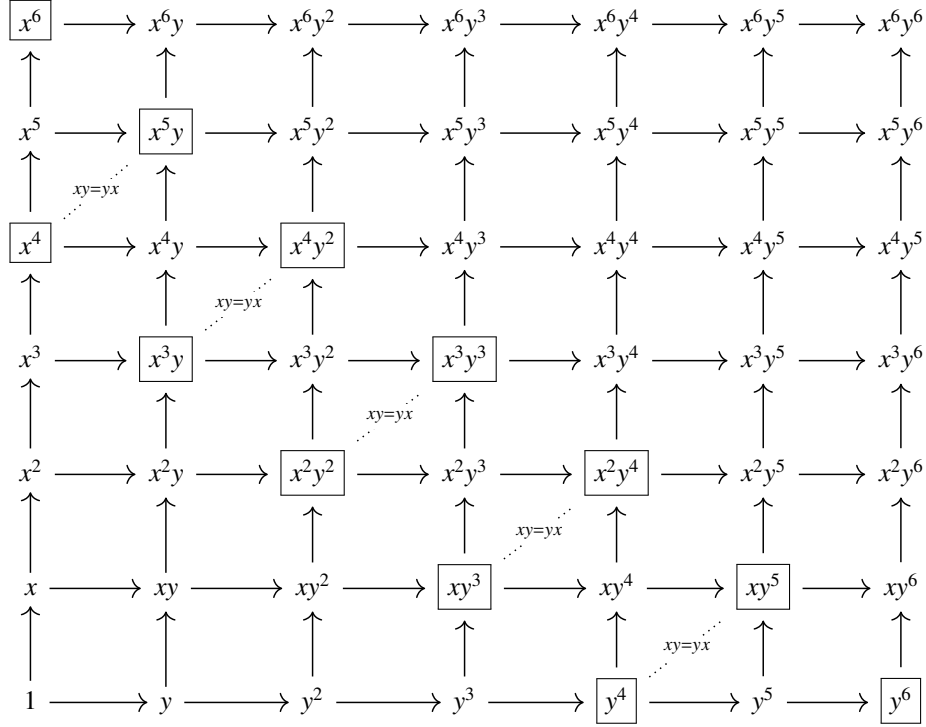 x⁶ x⁶y x⁶y² x⁶y³ x⁶y⁴ x⁶y⁵ x⁶y⁶
x⁵ x⁵y x⁵y² x⁵y³ x⁵y⁴ x⁵y⁵ x⁵y⁶
xy=yx
x⁴ x⁴y x⁴y² x⁴y³ x⁴y⁴ x⁴y⁵ x⁴y⁵
xy=yx
x³ x³y x³y² x³y³ x³y⁴ x³y⁵ x³y⁶
xy=yx
x² x²y x²y² x²y³ x²y⁴ x²y⁵ x²y⁶
xy=yx
x xy xy² xy³ xy⁴ xy⁵ xy⁶
xy=yx
1 y y² y³ y⁴ y⁵ y⁶